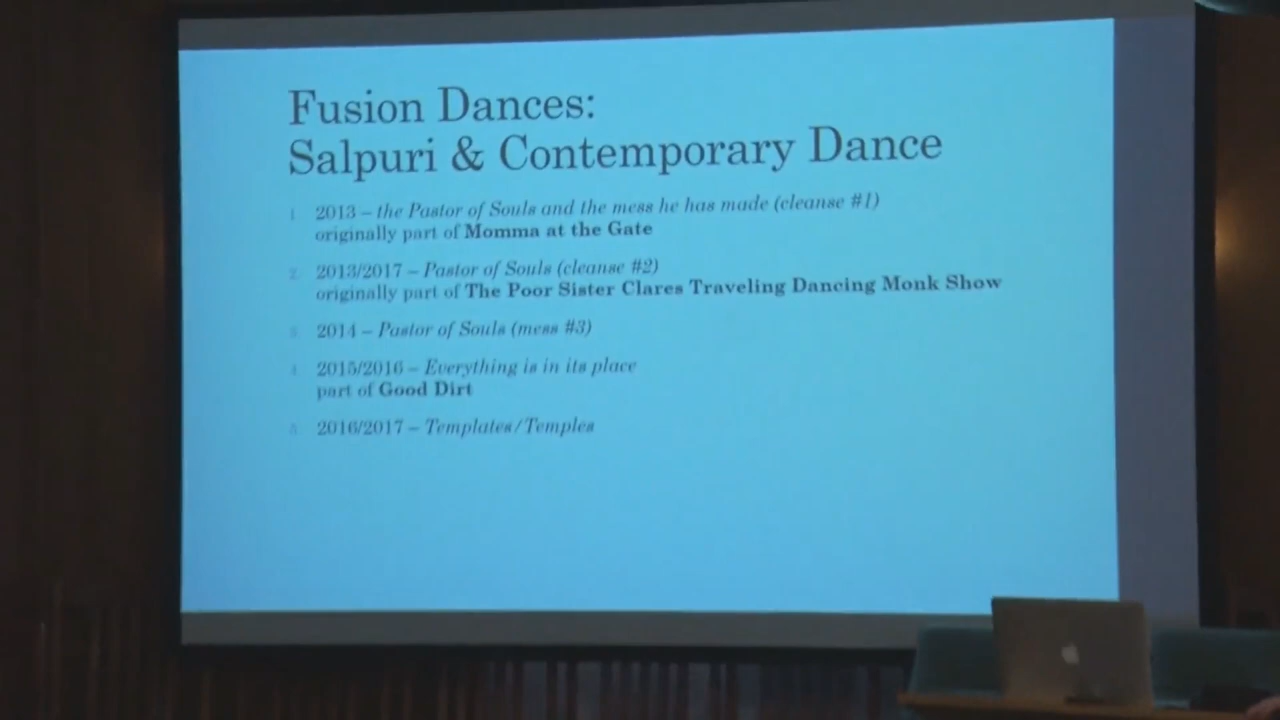 Fusion Dances:
Salpuri & Contemporary Dance
1. 2013 – the Pastor of Souls and the mess he has made (cleanse #1)
originally part of Momma at the Gate
2. 2013/2017 – Pastor of Souls (cleanse #2)
originally part of The Poor Sister Clares Traveling Dancing Monk Show
3. 2014 – Pastor of Souls (mess #3)
4. 2015/2016 – Everything is in its place
part of Good Dirt
5. 2016/2017 – Templates/Temples